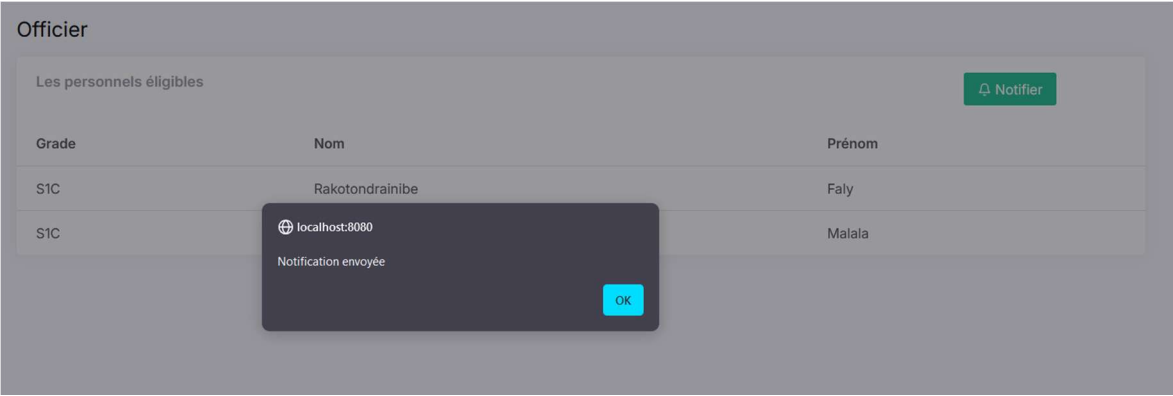 Officier
Les personnels éligibles
Notifier
Grade Nom Prénom
S1C Rakotondrainibe Faly
S1C Malala
localhost:8080
Notification envoyée
OK